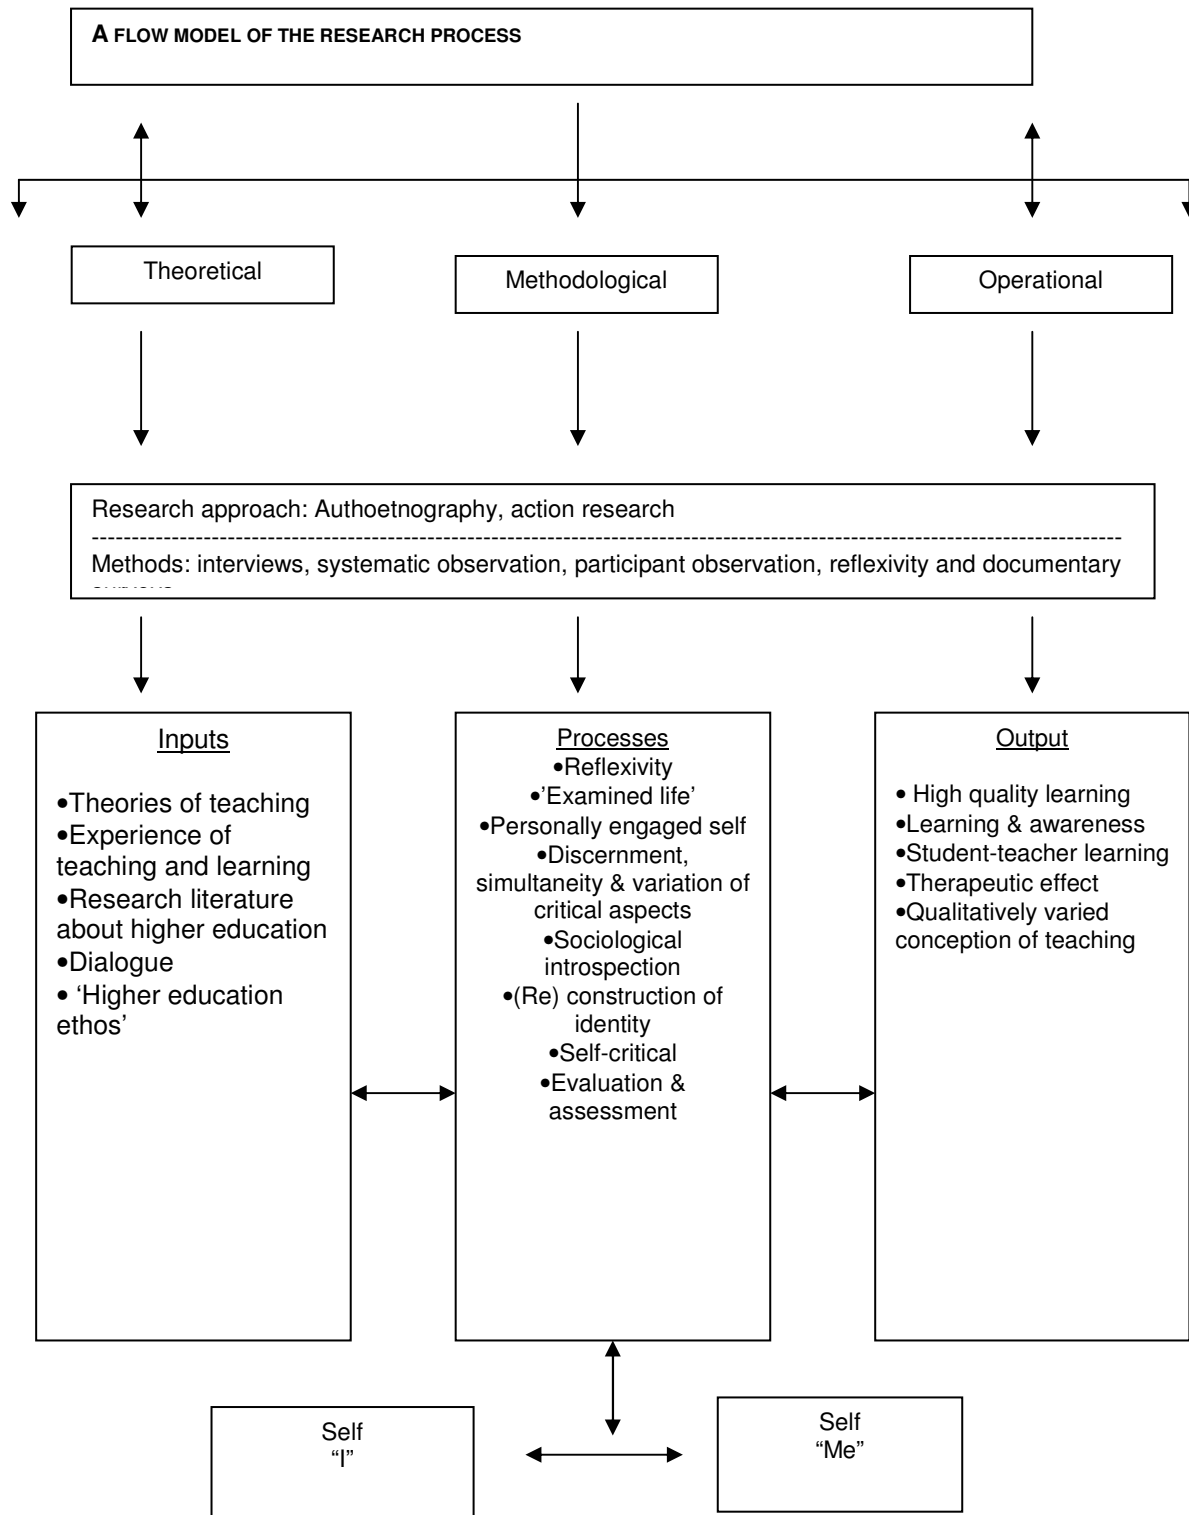 A FLOW MODEL OF THE RESEARCH PROCESS
Theoretical
Methodological
Operational
Research approach: Authoetnography, action research
Methods: interviews, systematic observation, participant observation, reflexivity and documentary
Inputs
•Theories of teaching
•Experience of
teaching and learning
•Research literature
about higher education
•Dialogue
• ‘Higher education
ethos’
Processes
•Reflexivity
•’Examined life’
•Personally engaged self
•Discernment,
simultaneity & variation of
critical aspects
•Sociological
introspection
•(Re) construction of
identity
•Self-critical
•Evaluation &
assessment
Output
• High quality learning
•Learning & awareness
•Student-teacher learning
•Therapeutic effect
•Qualitatively varied
conception of teaching
Self
“I”
Self
“Me”